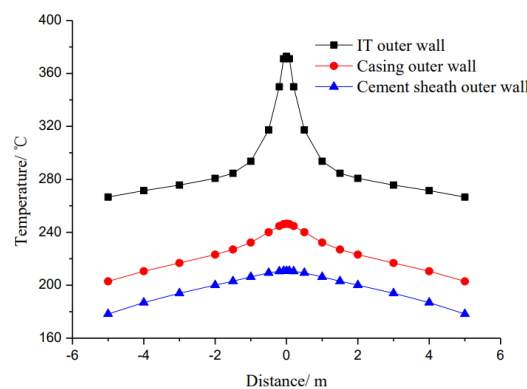 400
360
320
280
240
200
160
Temperature/ ℃
IT outer wall
Casing outer wall
Cement sheath outer wall
-6 -4 -2 0 2 4 6
Distance/ m